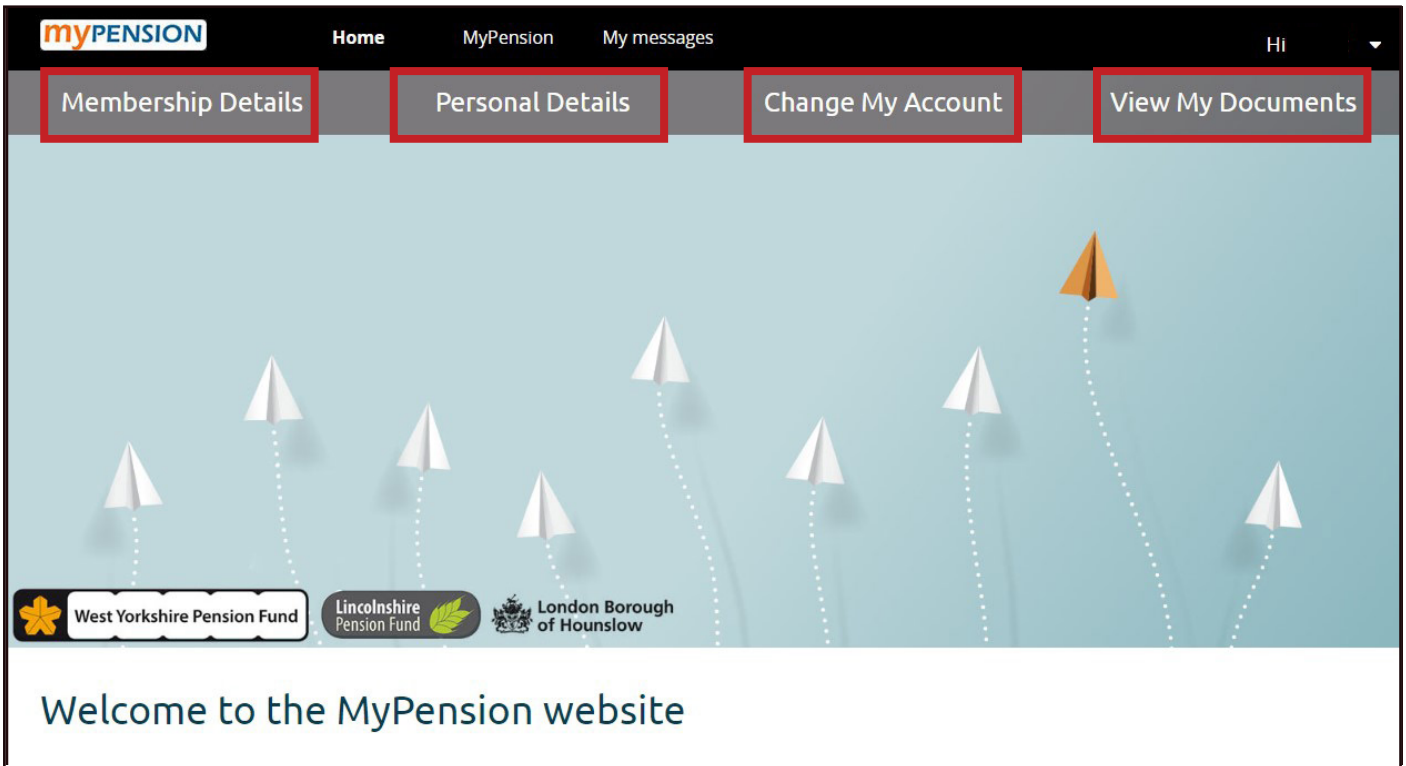 myPENSION Home MyPension My messages Hi
Membership Details Personal Details Change My Account View My Documents
West Yorkshire Pension Fund
Lincolnshire
Pension Fund
London Borough
of Hounslow
Welcome to the MyPension website